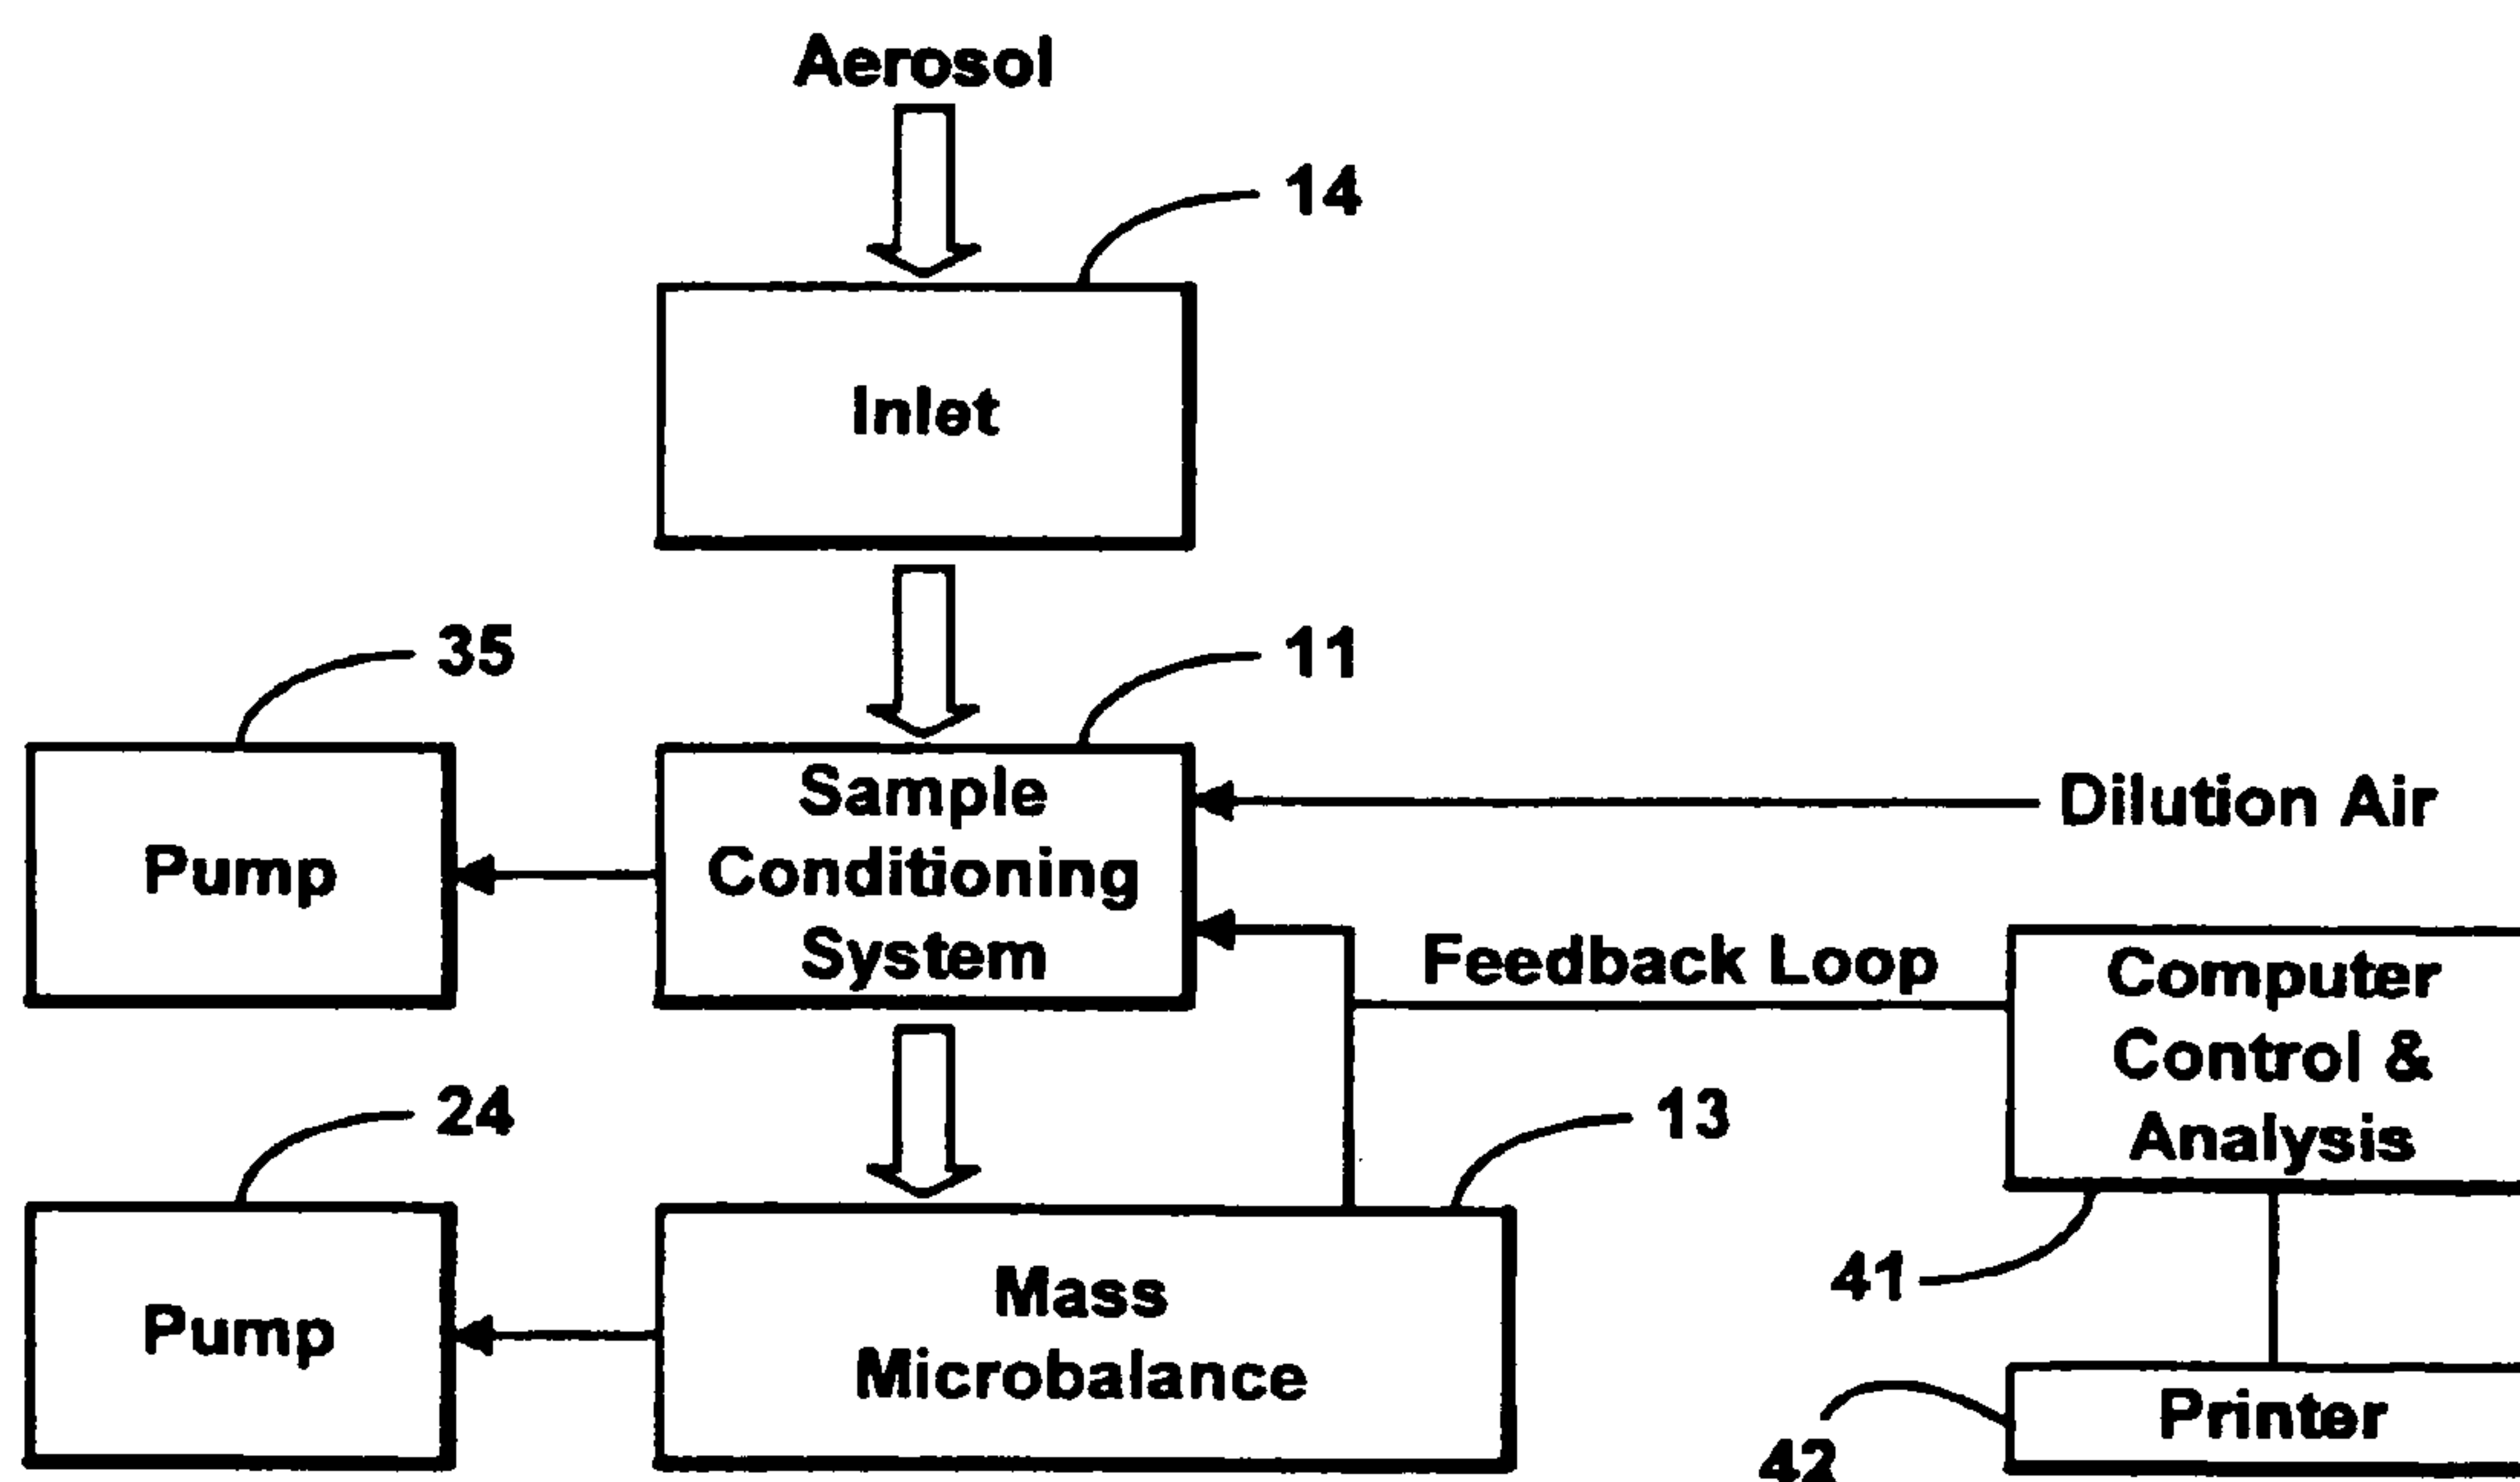 Aerosol
14
Inlet
35
11
Pump
Sample
Conditioning
System
Dilution Air
Feedback Loop
Computer
Control &
Analysis
24
13
Pump
Mass
Microbalance
41
42
Printer